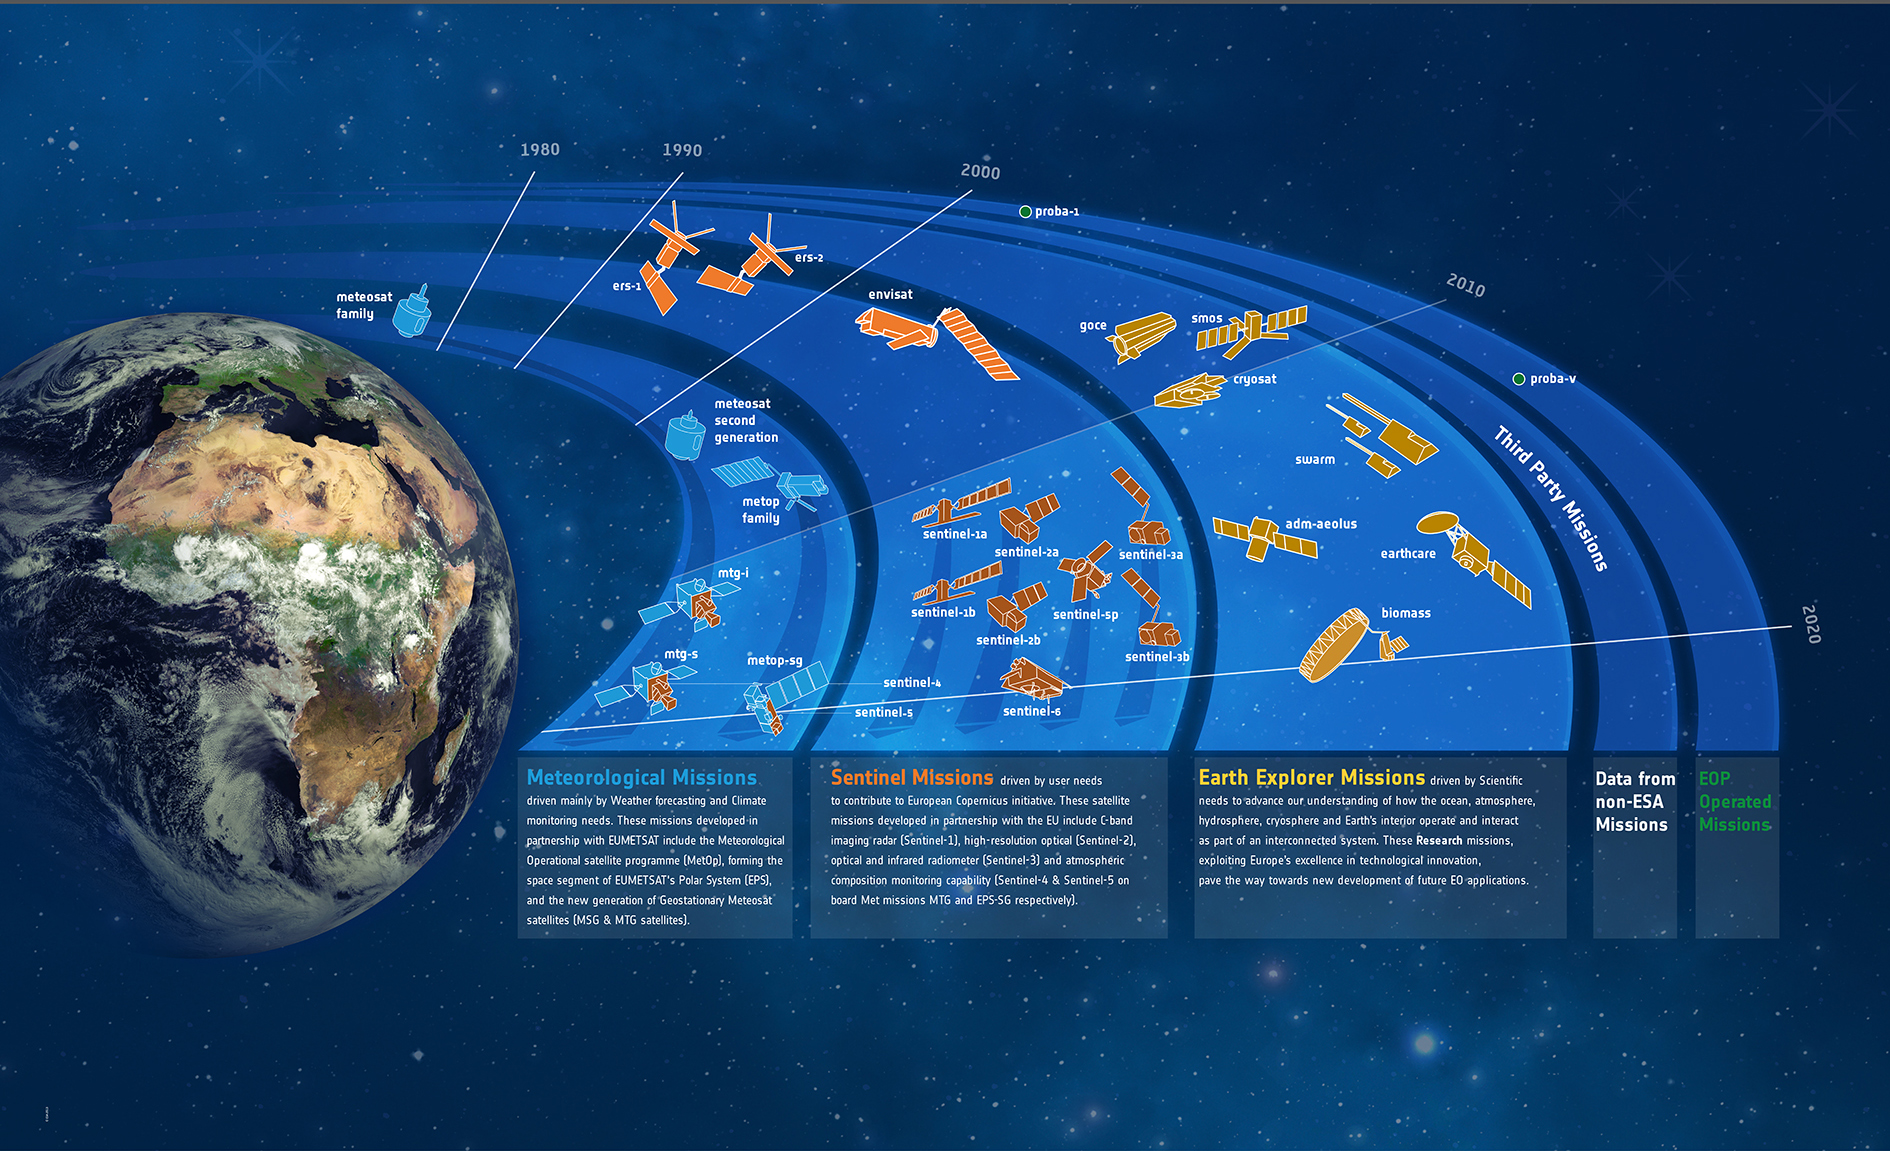 1980
1990
2000
2010
2020
proba-1
proba-v
ers-1
ers-2
meteosat
family
envisat
goce
smos
cryosat
meteosat
second
generation
metop
family
swarm
Third Party Missions
sentinel-1a
sentinel-2a
sentinel-3a
adm-aeolus
earthcare
mtg-i
sentinel-1b
sentinel-2b
sentinel-5p
sentinel-3b
biomass
mtg-s
metop-sg
sentinel-4
sentinel-5
sentinel-6
Meteorological Missions
driven mainly by Weather forecasting and Climate
monitoring needs. These missions developed in
partnership with EUMETSAT include the Meteorological
Operational satellite programme (MetOp), forming the
space segment of EUMETSAT's Polar System (EPS),
and the new generation of Geostationary Meteosat
satellites (MSG & MTG satellites).
Sentinel Missions driven by user needs
to contribute to European Copernicus initiative. These satellite
missions developed in partnership with the EU include C-band
imaging radar (Sentinel-1), high-resolution optical (Sentinel-2),
optical and infrared radiometer (Sentinel-3) and atmospheric
composition monitoring capability (Sentinel-4 & Sentinel-5 on
board Met missions MTG and EPS-SG respectively).
Earth Explorer Missions driven by Scientific
needs to advance our understanding of how the ocean, atmosphere,
hydrosphere, cryosphere and Earth's interior operate and interact
as part of an interconnected system. These Research missions,
exploiting Europe's excellence in technological innovation,
pave the way towards new development of future EO applications.
Data from
non-ESA
Missions
EOP
Operated
Missions